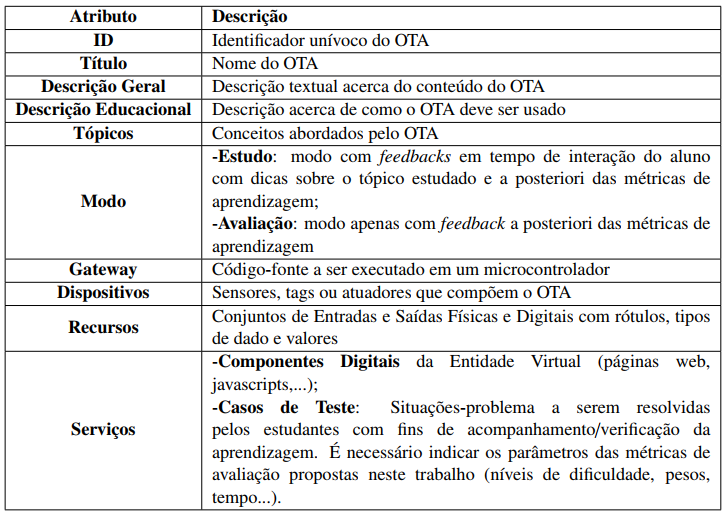 Atributo Descrição
ID Identificador unívoco do OTA
Título Nome do OTA
Descrição Geral Descrição textual acerca do conteúdo do OTA
Descrição Educacional Descrição acerca de como o OTA deve ser usado
Tópicos Conceitos abordados pelo OTA
Modo
-Estudo: modo com feedbacks em tempo de interação do aluno
com dicas sobre o tópico estudado e a posteriori das métricas de
aprendizagem;
-Avaliação: modo apenas com feedback a posteriori das métricas de
aprendizagem
Gateway Código-fonte a ser executado em um microcontrolador
Dispositivos Sensores, tags ou atuadores que compõem o OTA
Recursos
Conjuntos de Entradas e Saídas Físicas e Digitais com rótulos, tipos
de dado e valores
Serviços
-Componentes Digitais da Entidade Virtual (páginas web,
javascripts,...);
-Casos de Teste: Situações-problema a serem resolvidas
pelos estudantes com fins de acompanhamento/verificação da
aprendizagem. É necessário indicar os parâmetros das métricas de
avaliação propostas neste trabalho (níveis de dificuldade, pesos,
tempo...).